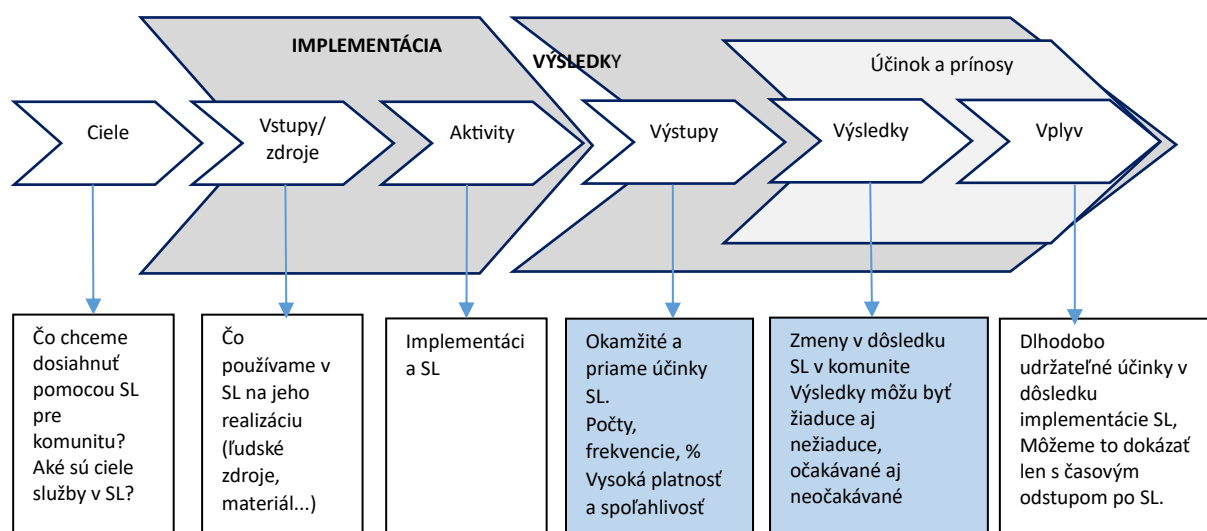 IMPLEMENTÁCIA
VÝSLEDKY
Účinok a prínosy
Ciele
Vstupy/
zdroje
Aktivity
Výstupy
Výsledky
Vplyv
Čo chceme
dosiahnuť
pomocou SL
pre
komunitu?
Aké sú ciele
služby v SL?
Čo
používame v
SL na jeho
realizáciu
(ľudské
zdroje,
materiál...)
Implementáci
a SL
Okamžité a
priame účinky
SL.
Počty,
frekvencie, %
Vysoká platnosť
a spoľahlivosť
Zmeny v dôsledku
SL v komunite
Výsledky môžu byť
žiaduce aj
nežiaduce,
očakávané aj
neočakávané
Dlhodobo
udržateľné účinky v
dôsledku
implementácie SL,
Môžeme to dokázať
len s časovým
odstupom po SL.